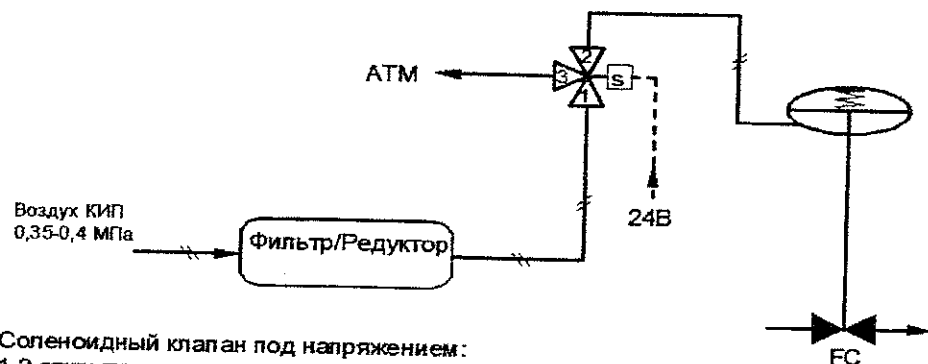 2
АТМ
3
S
1
24В
Воздух КИП
0,35-0,4 МПа
Фильтр/Редуктор
Соленоидный клапан под напряжением:
FC